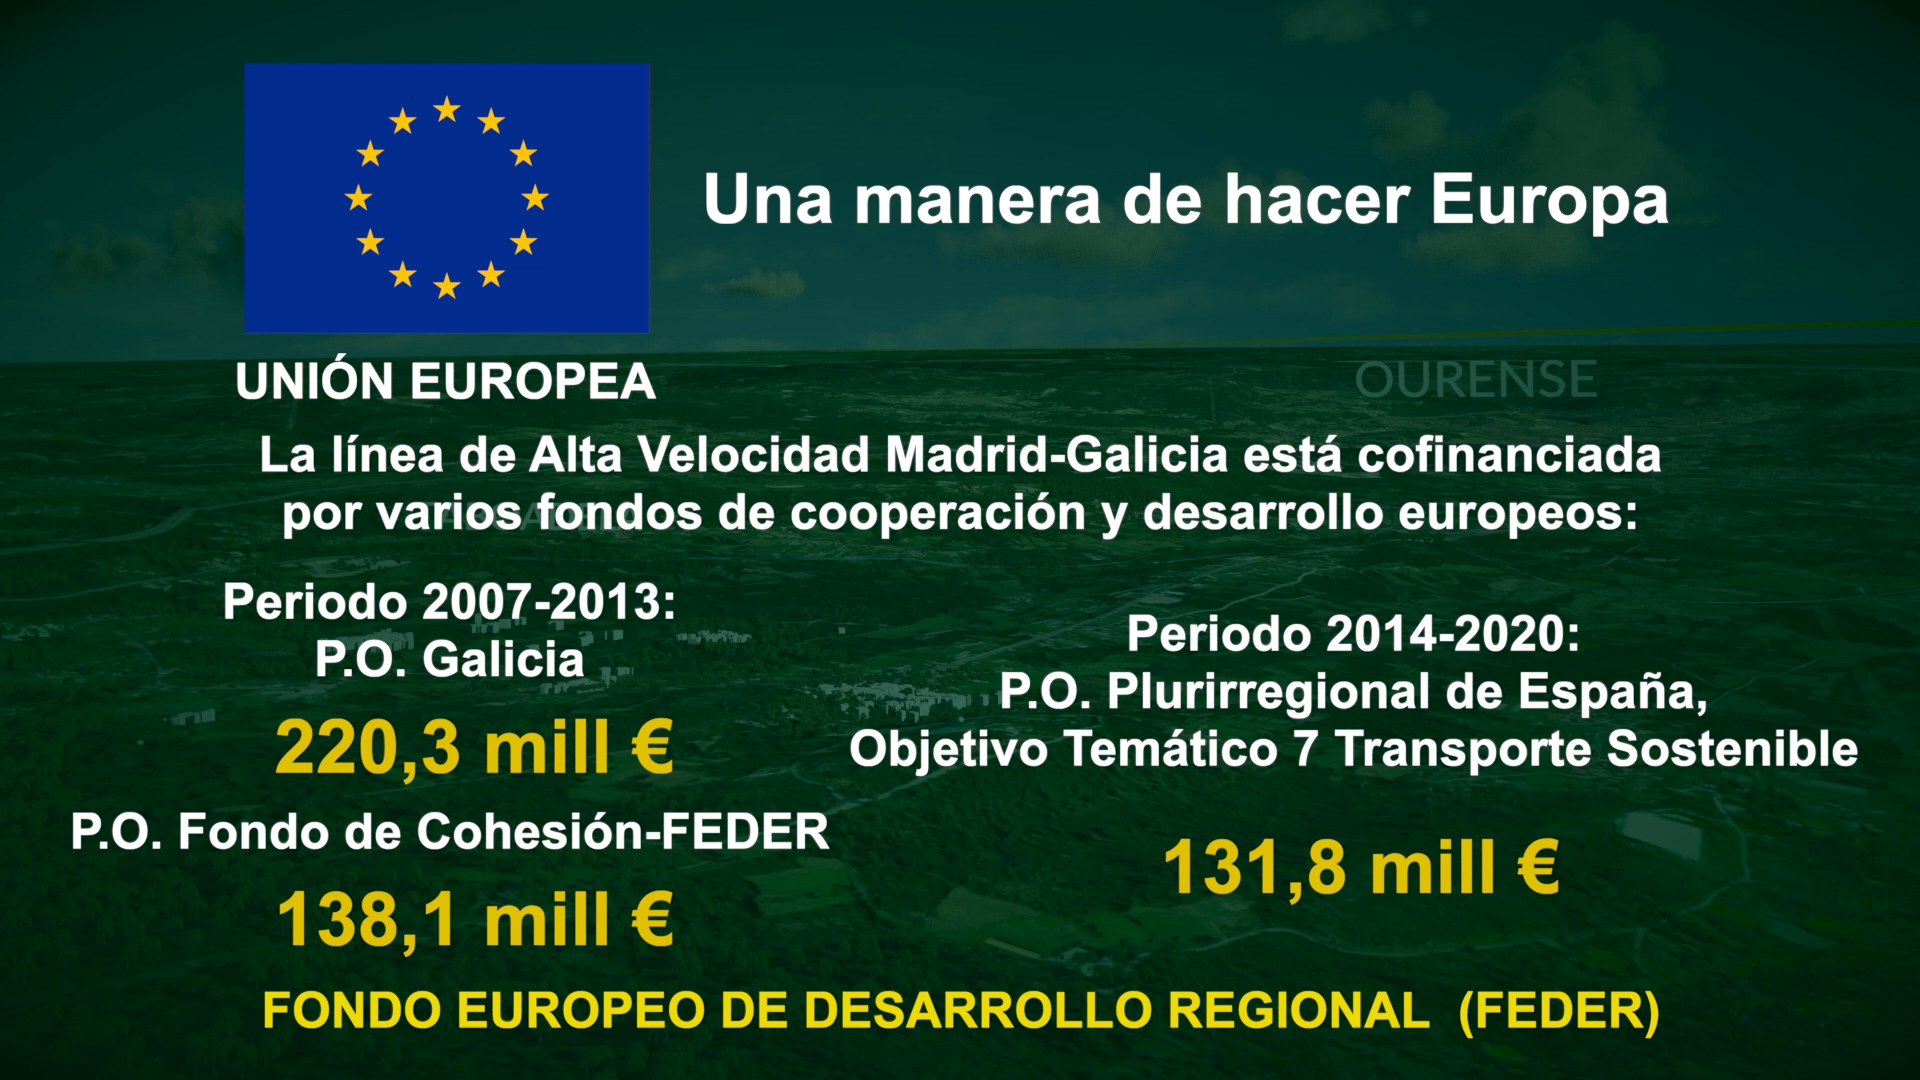 Una manera de hacer Europa
UNIÓN EUROPEA
OURENSE
La línea de Alta Velocidad Madrid-Galicia está cofinanciada
por varios fondos de cooperación y desarrollo europeos:
Periodo 2007-2013:
P.O. Galicia
220,3 mill €
P.O. Fondo de Cohesión-FEDER
138,1 mill €
Periodo 2014-2020:
P.O. Plurirregional de España,
Objetivo Temático 7 Transporte Sostenible
131,8 mill €
FONDO EUROPEO DE DESARROLLO REGIONAL (FEDER)